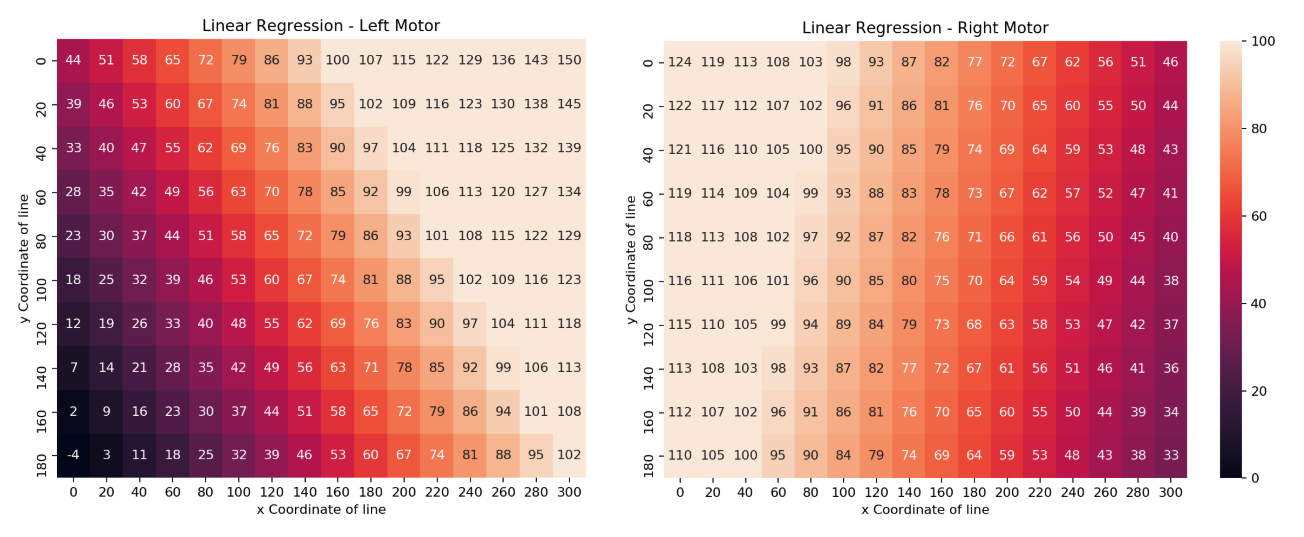 Linear Regression - Left Motor
0 44 51 58 65 72 79 86 93 100 107 115 122 129 136 143 150
20 39 46 53 60 67 74 81 88 95 102 109 116 123 130 138 145
40 33 40 47 55 62 69 76 83 90 97 104 111 118 125 132 139
60 28 35 42 49 56 63 70 78 85 92 99 106 113 120 127 134
80 23 30 37 44 51 58 65 72 79 86 93 101 108 115 122 129
100 18 25 32 39 46 53 60 67 74 81 88 95 102 109 116 123
120 12 19 26 33 40 48 55 62 69 76 83 90 97 104 111 118
140 7 14 21 28 35 42 49 56 63 71 78 85 92 99 106 113
160 2 9 16 23 30 37 44 51 58 65 72 79 86 94 101 108
180 -4 3 11 18 25 32 39 46 53 60 67 74 81 88 95 102
0 20 40 60 80 100 120 140 160 180 200 220 240 260 280 300
x Coordinate of line
y Coordinate of line
Linear Regression - Right Motor
0 124 119 113 108 103 98 93 87 82 77 72 67 62 56 51 46
20 122 117 112 107 102 96 91 86 81 76 70 65 60 55 50 44
40 121 116 110 105 100 95 90 85 79 74 69 64 59 53 48 43
60 119 114 109 104 99 93 88 83 78 73 67 62 57 52 47 41
80 118 113 108 102 97 92 87 82 76 71 66 61 56 50 45 40
100 116 111 106 101 96 90 85 80 75 70 64 59 54 49 44 38
120 115 110 105 99 94 89 84 79 73 68 63 58 53 47 42 37
140 113 108 103 98 93 87 82 77 72 67 61 56 51 46 41 36
160 112 107 102 96 91 86 81 76 70 65 60 55 50 44 39 34
180 110 105 100 95 90 84 79 74 69 64 59 53 48 43 38 33
0 20 40 60 80 100 120 140 160 180 200 220 240 260 280 300
x Coordinate of line
y Coordinate of line
100
80
60
40
20
0